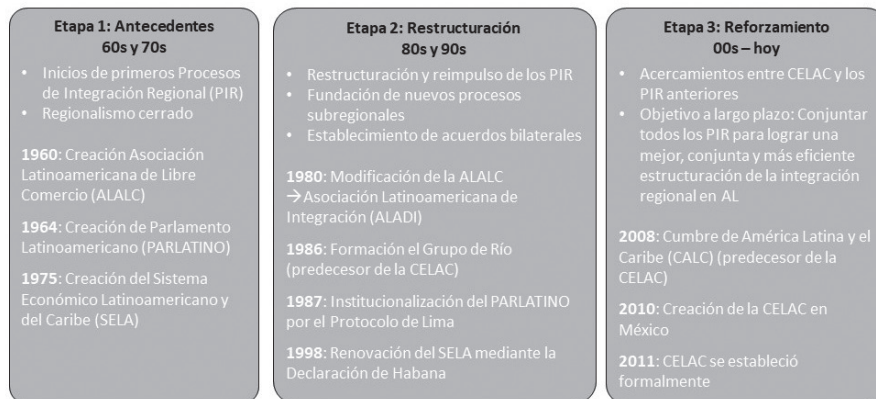 Etapa 1: Antecedentes
60s y 70s
• Inicios de primeros Procesos
de Integración Regional (PIR)
• Regionalismo cerrado
1960: Creación Asociación
Latinoamericana de Libre
Comercio (ALALC)
1964: Creación de Parlamento
Latinoamericano (PARLATINO)
1975: Creación del Sistema
Económico Latinoamericano y
del Caribe (SELA)
Etapa 2: Restructuración
80s y 90s
• Restructuración y reimpulso de los PIR
• Fundación de nuevos procesos
subregionales
• Establecimiento de acuerdos bilaterales
1980: Modificación de la ALALC
→Asociación Latinoamericana de
Integración (ALADI)
1986: Formación el Grupo de Río
(predecesor de la CELAC)
1987: Institucionalización del PARLATINO
por el Protocolo de Lima
1998: Renovación del SELA mediante la
Declaración de Habana
Etapa 3: Reforzamiento
00s – hoy
• Acercamientos entre CELAC y los
PIR anteriores
• Objetivo a largo plazo: Conjuntar
todos los PIR para lograr una
mejor, conjunta y más eficiente
estructuración de la integración
regional en AL
2008: Cumbre de América Latina y el
Caribe (CALC) (predecesor de la
CELAC)
2010: Creación de la CELAC en
México
2011: CELAC se estableció
formalmente